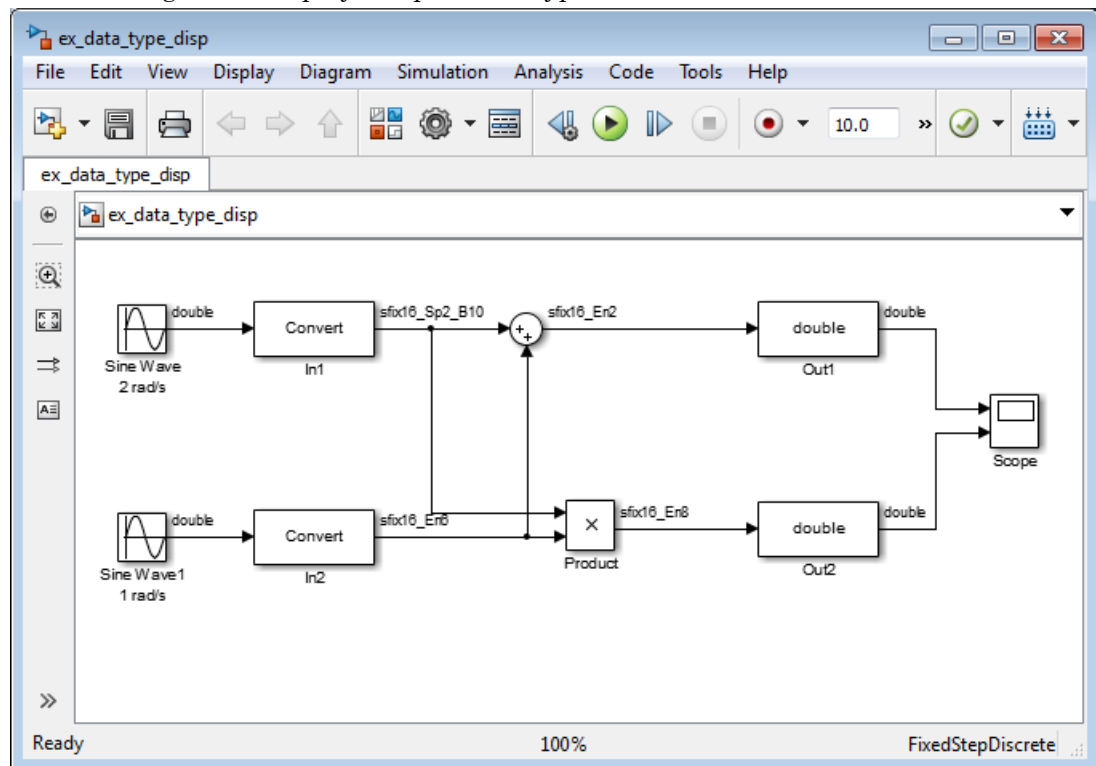 ex_data_type_disp
File Edit View Display Diagram Simulation Analysis Code Tools Help
10.0 »
ex_data_type_disp
ex_data_type_disp
double
Convert
sfix16_Sp2_B10
sfix16_En2
double
double
Sine Wave
2 rad/s
In1
Out1
Scope
double
Convert
sfix16_En6
sfix16_En8
double
double
Sine Wave1
1 rad/s
In2
Product
Out2
»
Ready 100% FixedStepDiscrete